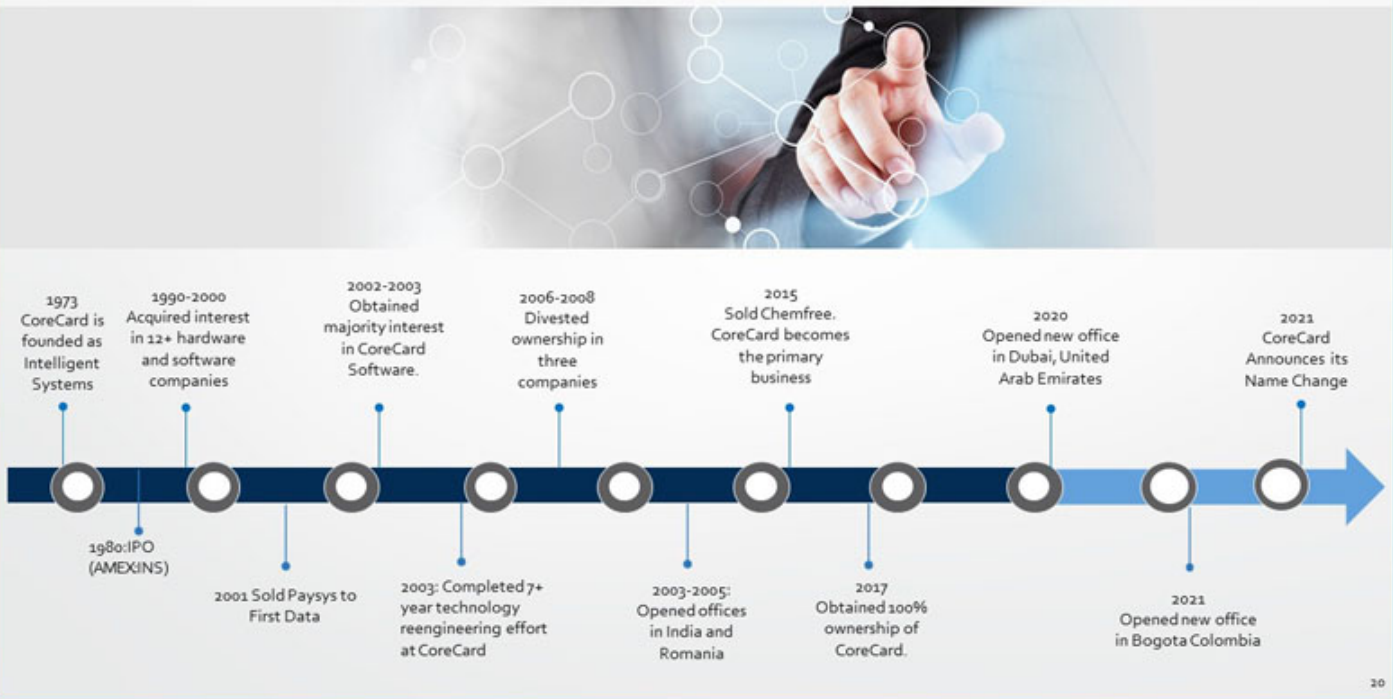 1973
CoreCard is
founded as
Intelligent
Systems
1990-2000
Acquired interest
in 12+ hardware
and software
companies
2002-2003
Obtained
majority interest
in CoreCard
Software.
2006-2008
Divested
ownership in
three
companies
2015
Sold Chemfree.
CoreCard becomes
the primary
business
2020
Opened new office
in Dubai, United
Arab Emirates
2021
CoreCard
Announces its
Name Change
1980:IPO
(AMEX:INS)
2001 Sold Paysys to
First Data
2003: Completed 7+
year technology
reengineering effort
at CoreCard
2003-2005:
Opened offices
in India and
Romania
2017
Obtained 100%
ownership of
CoreCard.
2021
Opened new office
in Bogota Colombia
20